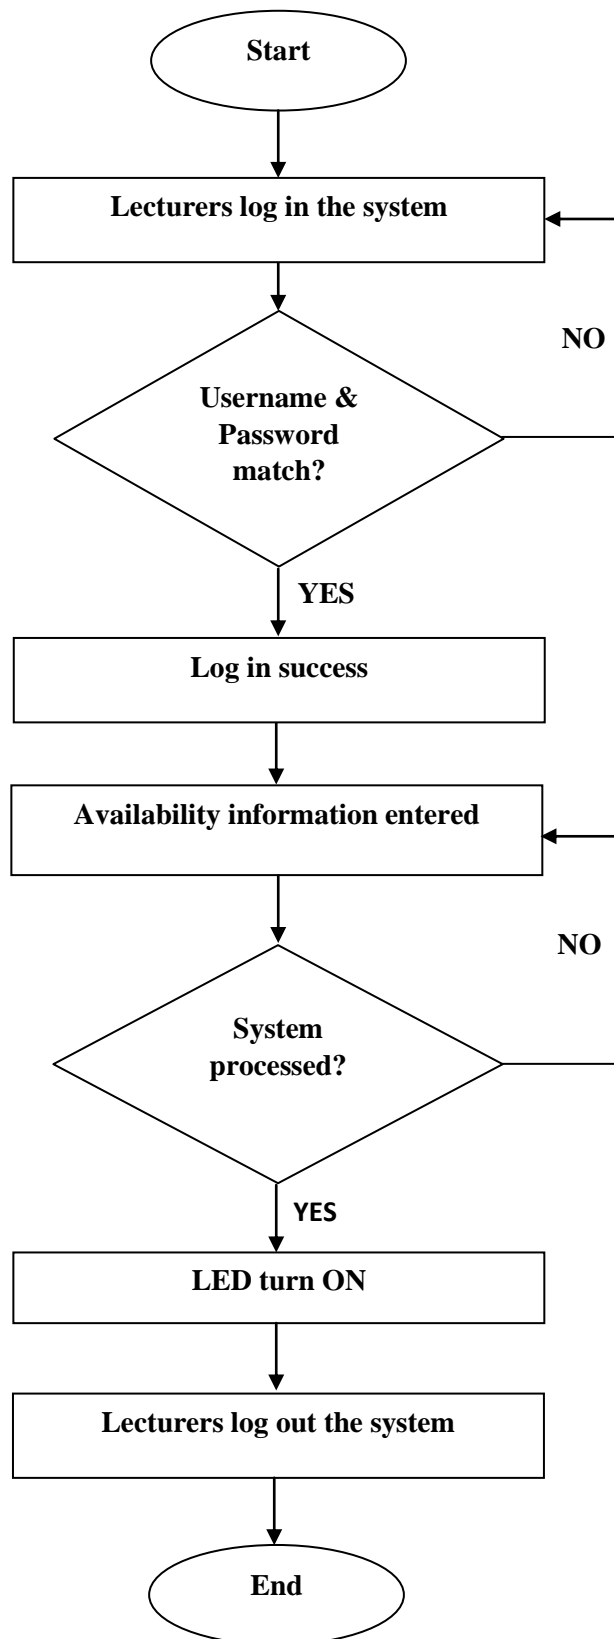 Start
Lecturers log in the system
NO
Username &
Password
match?
YES
Log in success
Availability information entered
NO
System
processed?
YES
LED turn ON
Lecturers log out the system
End